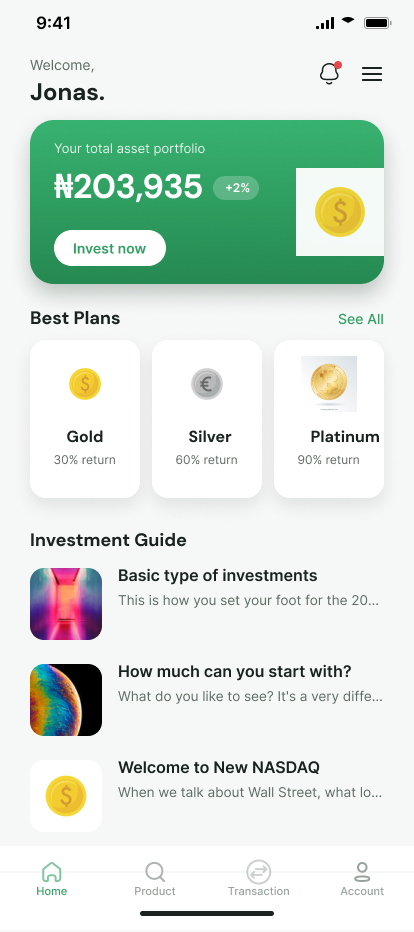 9:41
Welcome,
Jonas.
Your total asset portfolio
₦203,935
+2%
Invest now
Best Plans
See All
Gold
30% return
Silver
60% return
Platinum
90% return
Investment Guide
Basic type of investments
This is how you set your foot for the 20...
How much can you start with?
What do you like to see? It's a very diffe...
Welcome to New NASDAQ
When we talk about Wall Street, what lo...
Home
Product
Transaction
Account